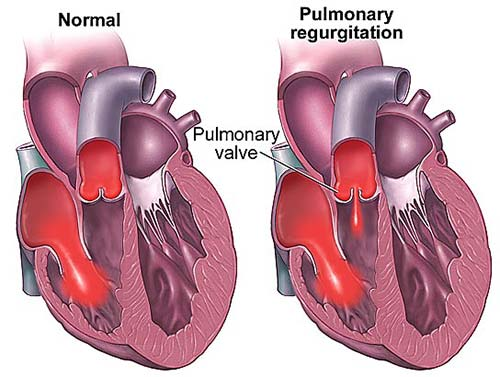 Normal
Pulmonary
regurgitation
Pulmonary
valve